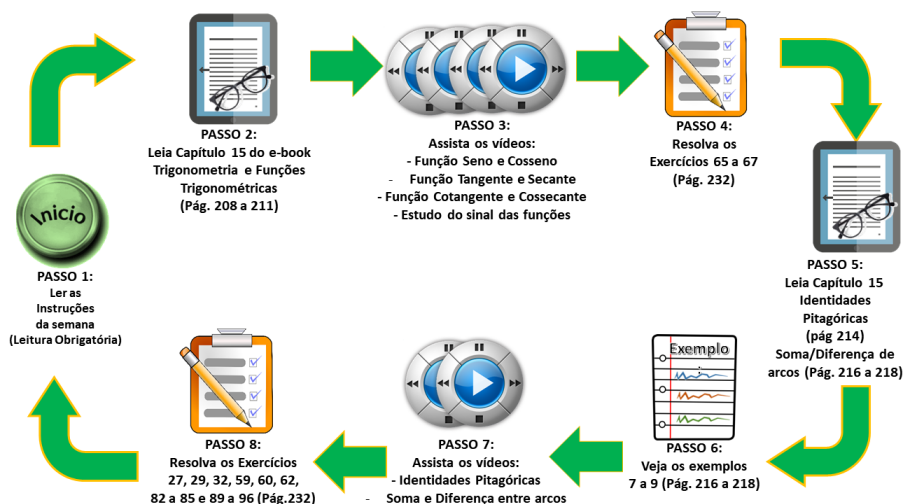 Inicio
PASSO 1:
Ler as
Instruções
da semana
(Leitura Obrigatória)
PASSO 2:
Leia Capítulo 15 do e-book
Trigonometria e Funções
Trigonométricas
(Pág. 208 a 211)
PASSO 3:
Assista os vídeos:
- Função Seno e Cosseno
- Função Tangente e Secante
- Função Cotangente e Cossecante
- Estudo do sinal das funções
PASSO 4:
Resolva os
Exercícios 65 a 67
(Pág. 232)
PASSO 5:
Leia Capítulo 15
Identidades
Pitagóricas
(pág 214)
Soma/Diferença de
arcos (Pág. 216 a 218)
Exemplo
:
PASSO 6:
Veja os exemplos
7 a 9 (Pág. 216 a 218)
PASSO 7:
Assista os vídeos:
- Identidades Pitagóricas
- Soma e Diferença entre arcos
PASSO 8:
Resolva os Exercícios
27, 29, 32, 59, 60, 62,
82 a 85 e 89 a 96 (Pág.232)